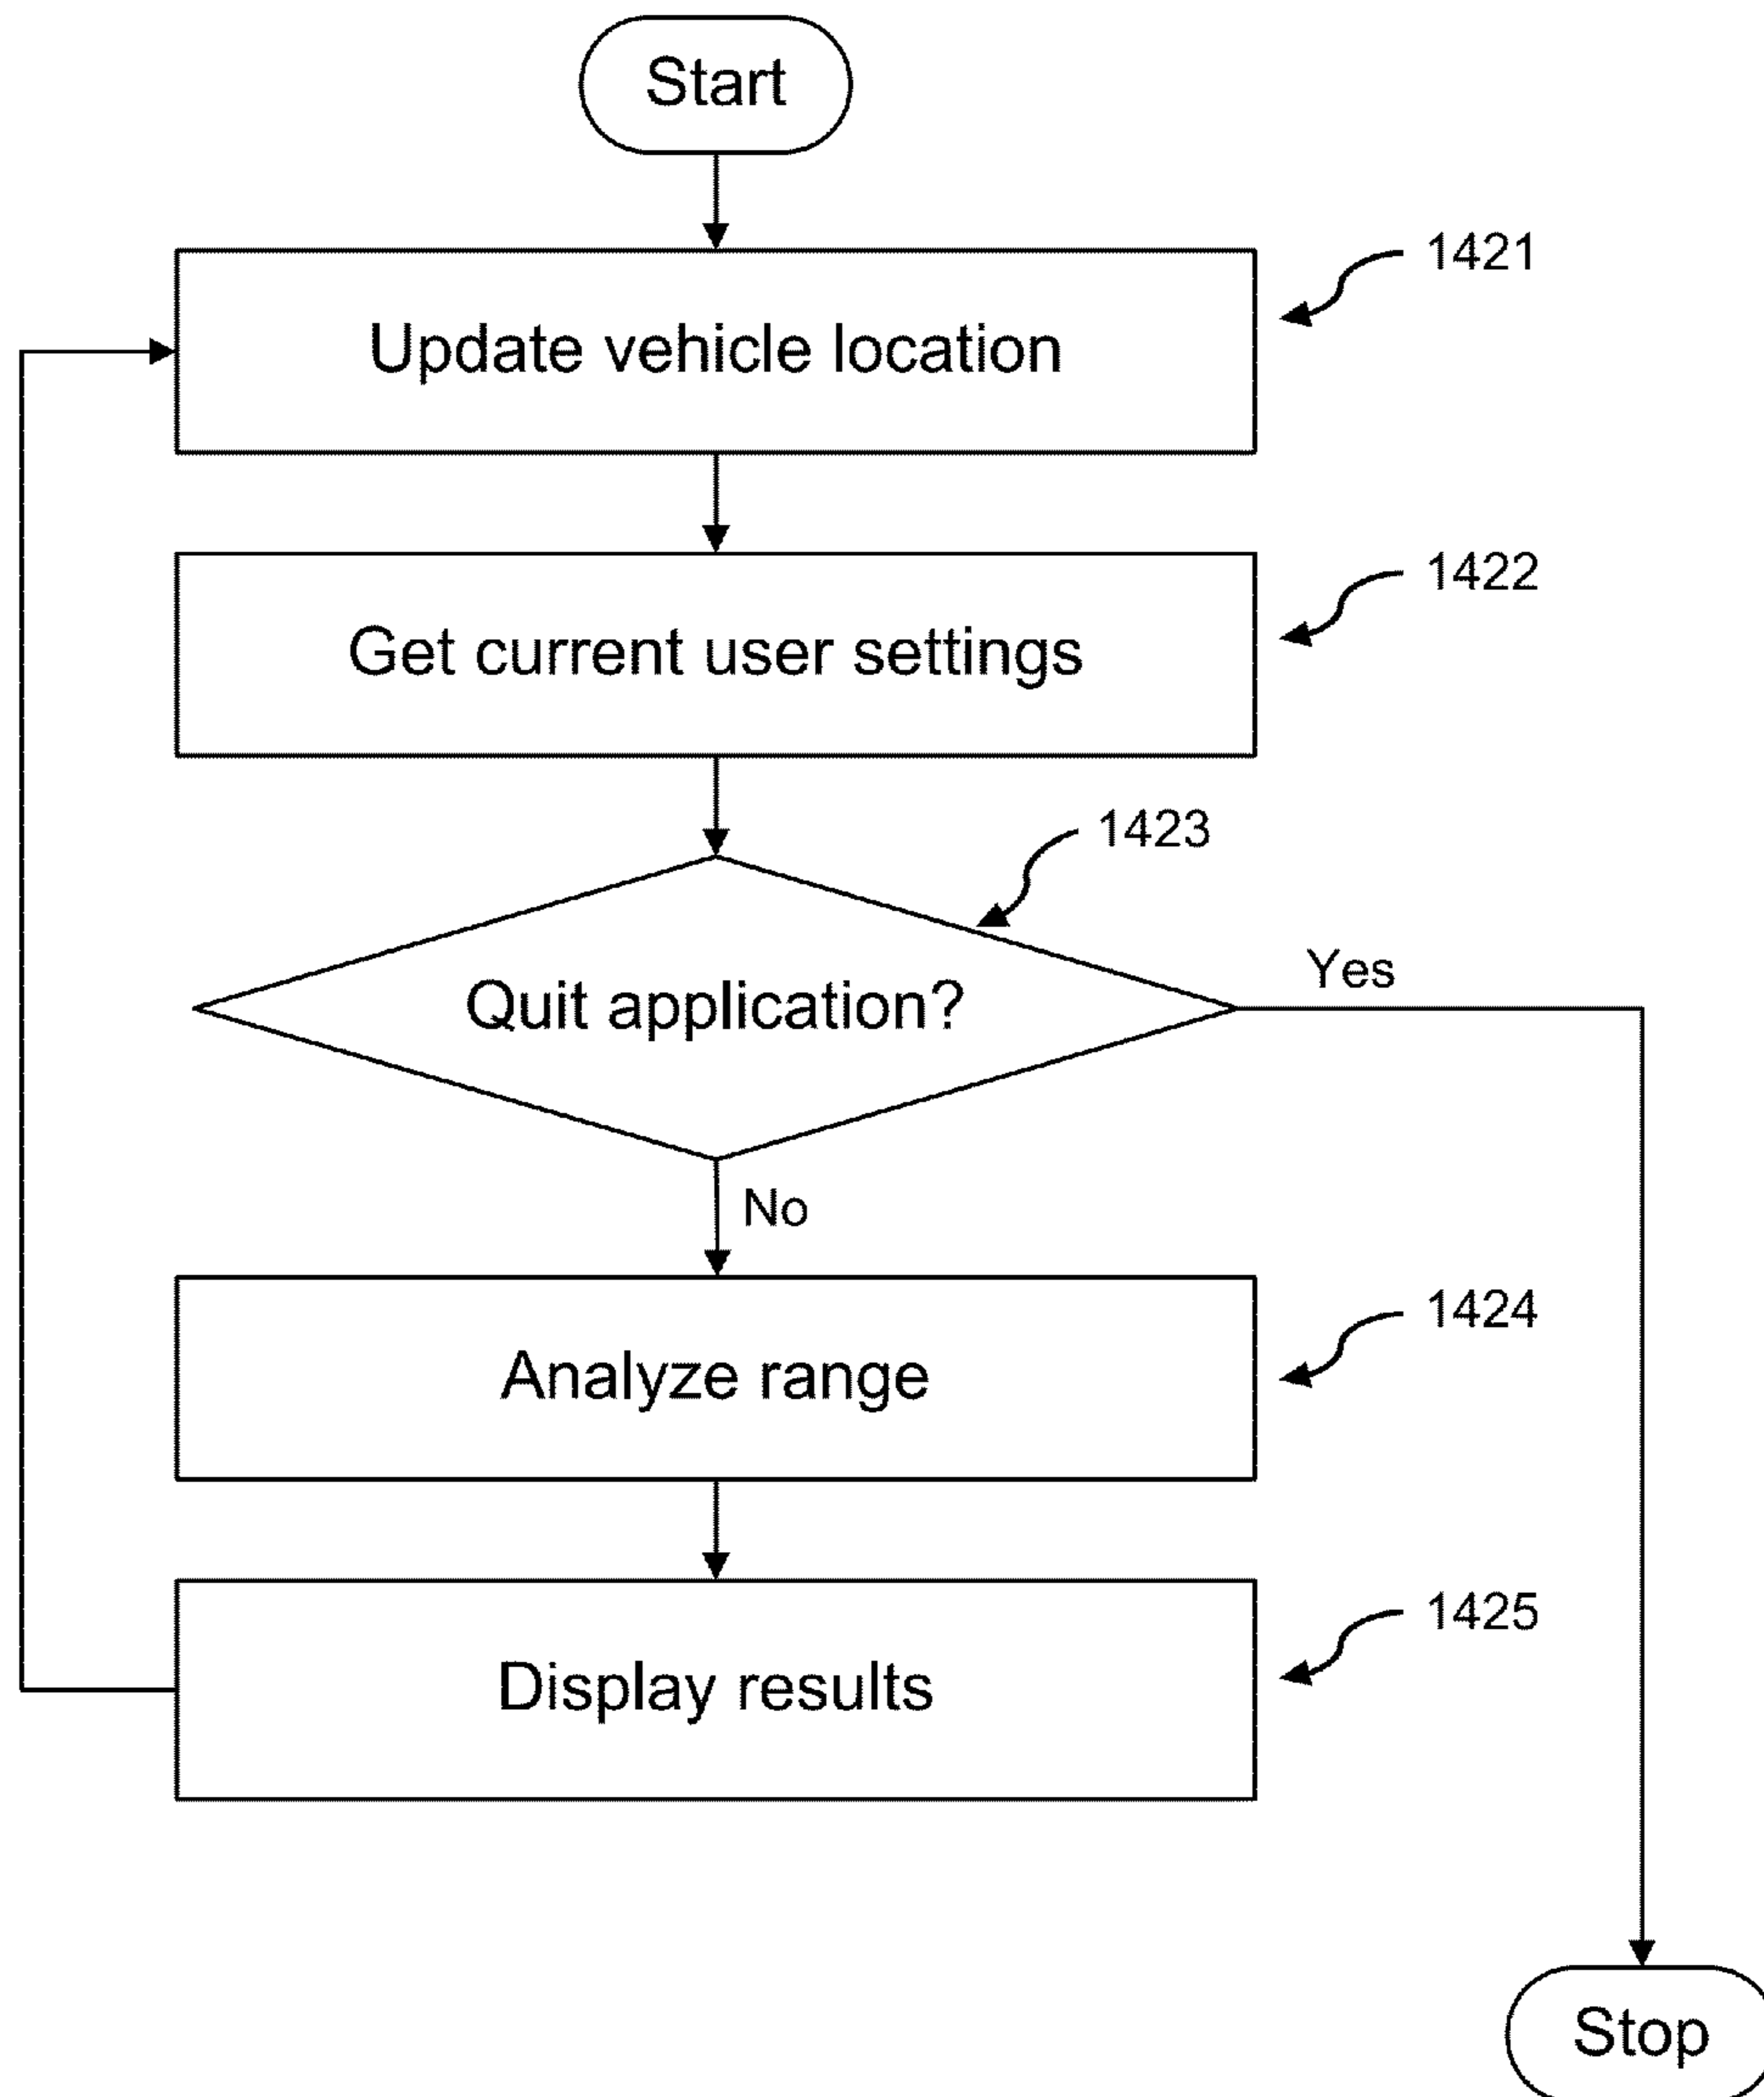 Start
1421
Update vehicle location
1422
Get current user settings
1423
Quit application?
Yes
No
1424
Analyze range
1425
Display results
Stop